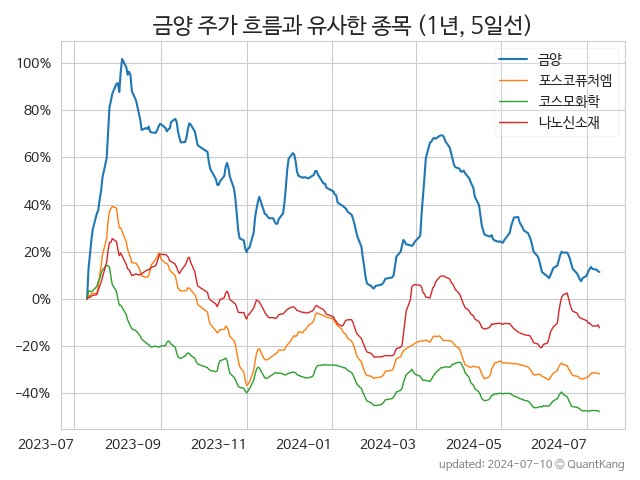 금양 주가 흐름과 유사한 종목 (1년, 5일선)
금양
포스코퓨처엠
코스모화학
나노신소재
100%
80%
60%
40%
20%
0%
−20%
−40%
2023-07
2023-09
2023-11
2024-01
2024-03
2024-05
2024-07
updated: 2024-07-10 © QuantKang